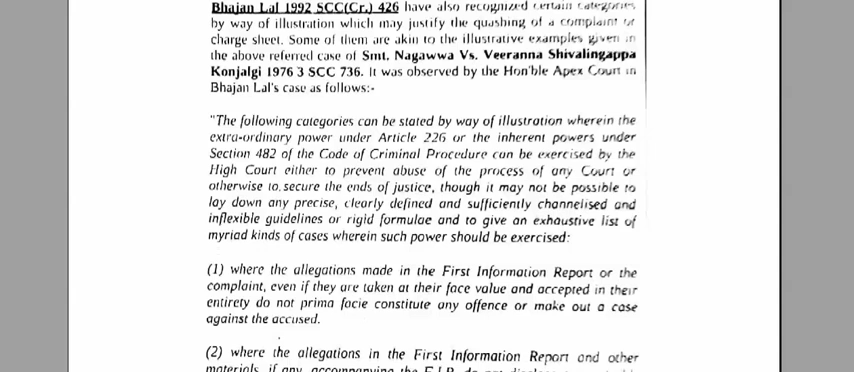 Bhajan Lal 1992 SCC(Cr.) 426 have also recognized certain categories
by way of illustration which may justify the quashing of a complaint or
charge sheet. Some of them are akin to the illustrative examples given in
the above referred case of Smt. Nagawwa Vs. Veeranna Shivalingappa
Konjalgi 1976 3 SCC 736. It was observed by the Hon'ble Apex Court in
Bhajan Lal's case as follows:-
"The following categories can be stated by way of illustration wherein the
extra-ordinary power under Article 226 or the inherent powers under
Section 482 of the Code of Criminal Procedure can be exercised by the
High Court either to prevent abuse of the process of any Court or
otherwise to secure the ends of justice, though it may not be possible to
lay down any precise, clearly defined and sufficiently channelised and
inflexible guidelines or rigid formulae and to give an exhaustive list of
myriad kinds of cases wherein such power should be exercised:
(1) where the allegations made in the First Information Report or the
complaint, even if they are taken at their face value and accepted in their
entirety do not prima facie constitute any offence or make out a case
against the accused.
(2) where the allegations in the First Information Report and other
materials, if any, accompanying the F.I.R. do not